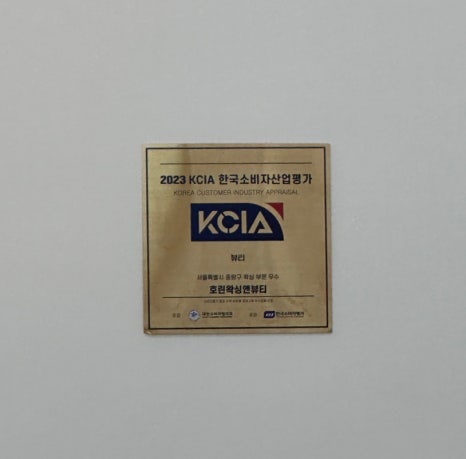 2023 KCIA 한국소비자산업평가
KOREA CUSTOMER INDUSTRY APPRAISAL
KCIA
뷰티
서울특별시 중랑구 왁싱 부문 우수
호린왁싱앤뷰티